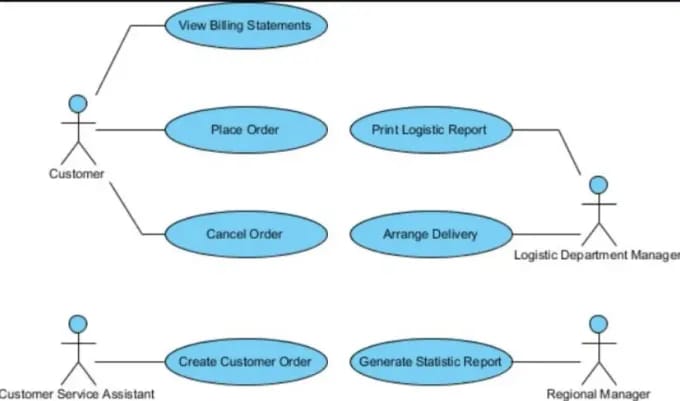 View Billing Statements
Place Order
Print Logistic Report
Customer
Cancel Order
Arrange Delivery
Logistic Department Manager
Create Customer Order
Generate Statistic Report
Customer Service Assistant
Regional Manager